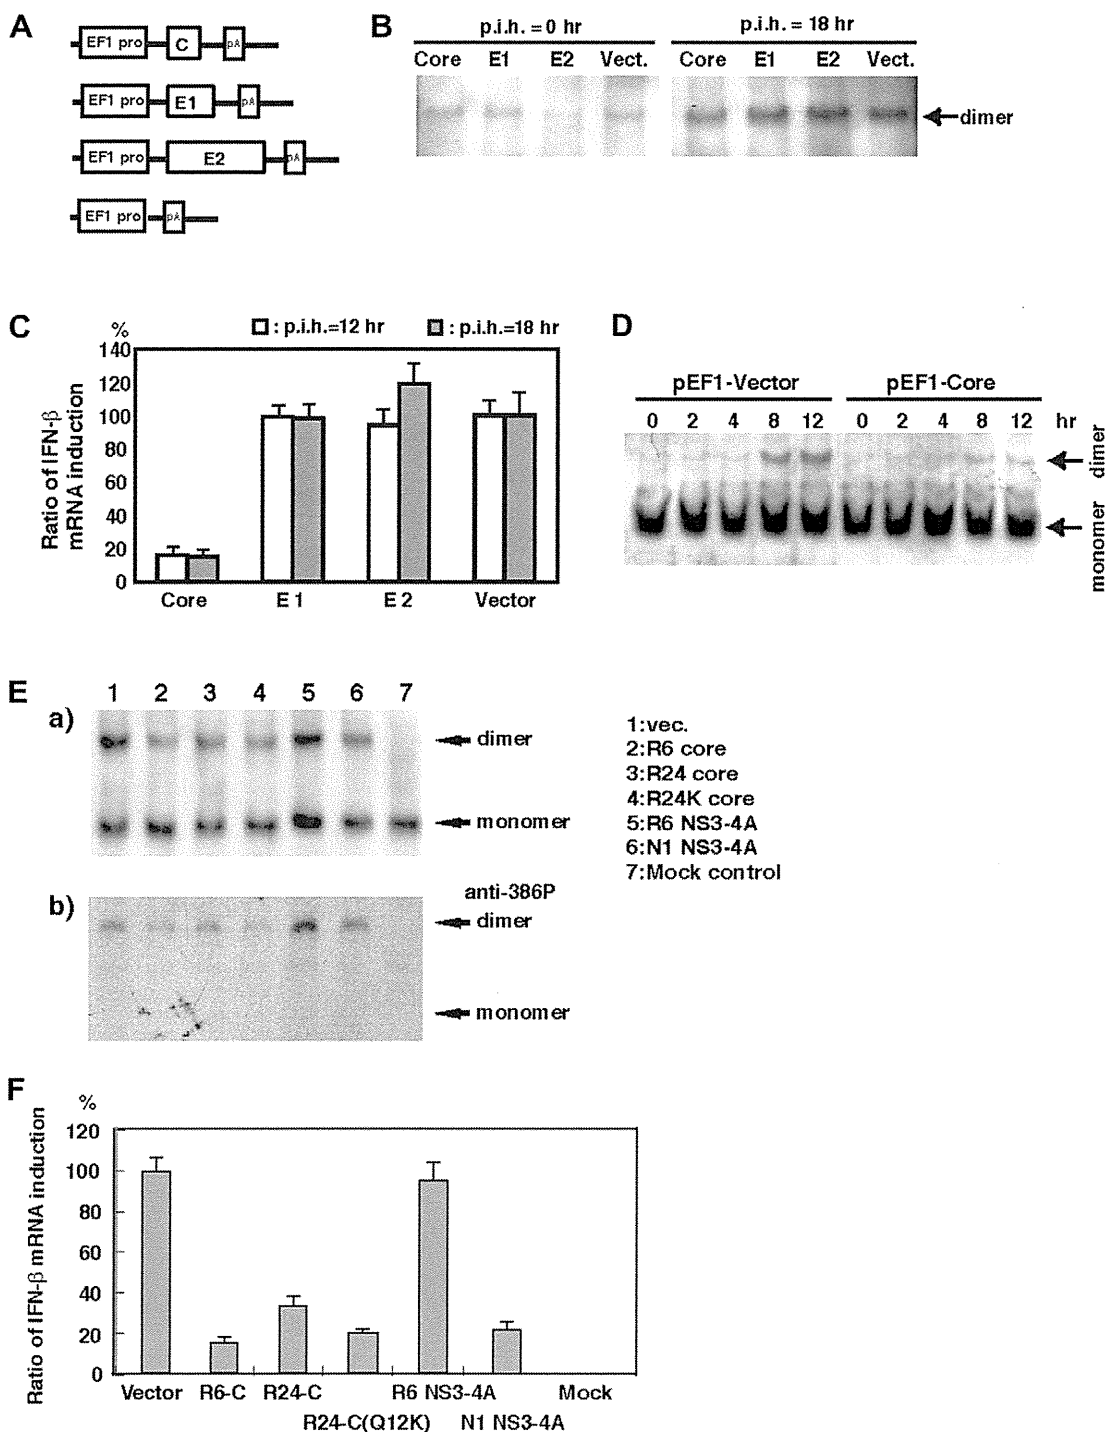 A
EF1 pro C pA
EF1 pro E1 pA
EF1 pro E2 pA
EF1 pro pA
B
p.i.h. = 0 hr p.i.h. = 18 hr
Core E1 E2 Vect. Core E1 E2 Vect.
dimer
C
% : p.i.h.=12 hr : p.i.h.=18 hr
Ratio of IFN-β
mRNA induction
140
120
100
80
60
40
20
0
Core E1 E2 Vector
D
pEF1-Vector pEF1-Core
0 2 4 8 12 0 2 4 8 12 hr
dimer
monomer
E
1 2 3 4 5 6 7
a)
dimer
monomer
1:vec.
2:R6 core
3:R24 core
4:R24K core
5:R6 NS3-4A
6:N1 NS3-4A
7:Mock control
b)
anti-386P
dimer
monomer
F
%
Ratio of IFN-β mRNA induction
120
100
80
60
40
20
0
Vector R6-C R24-C R6 NS3-4A Mock
R24-C(Q12K) N1 NS3-4A